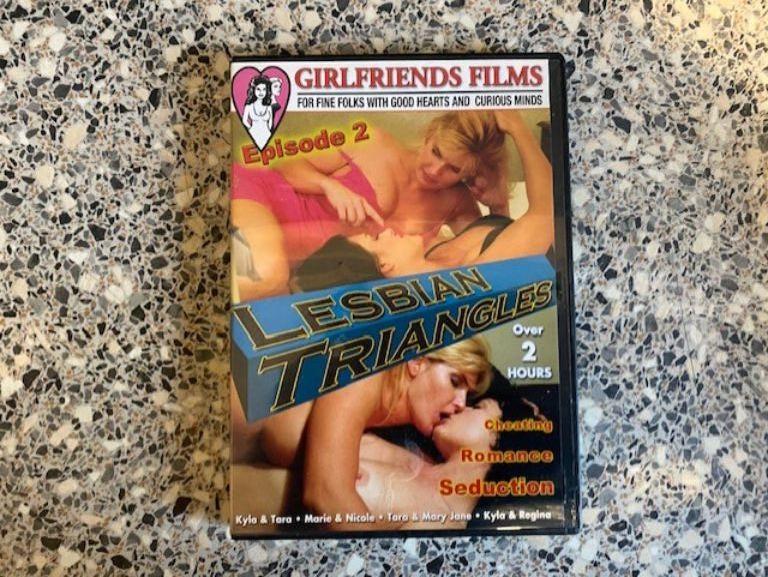 GIRLFRIENDS FILMS
FOR FINE FOLKS WITH GOOD HEARTS AND CURIOUS MINDS
Episode 2
LESBIAN
TRIANGLES
Over
2
HOURS
Cheating
Romance
Seduction
Kyla & Tara • Marie & Nicole • Tara & Mary Jane • Kyla & Regina